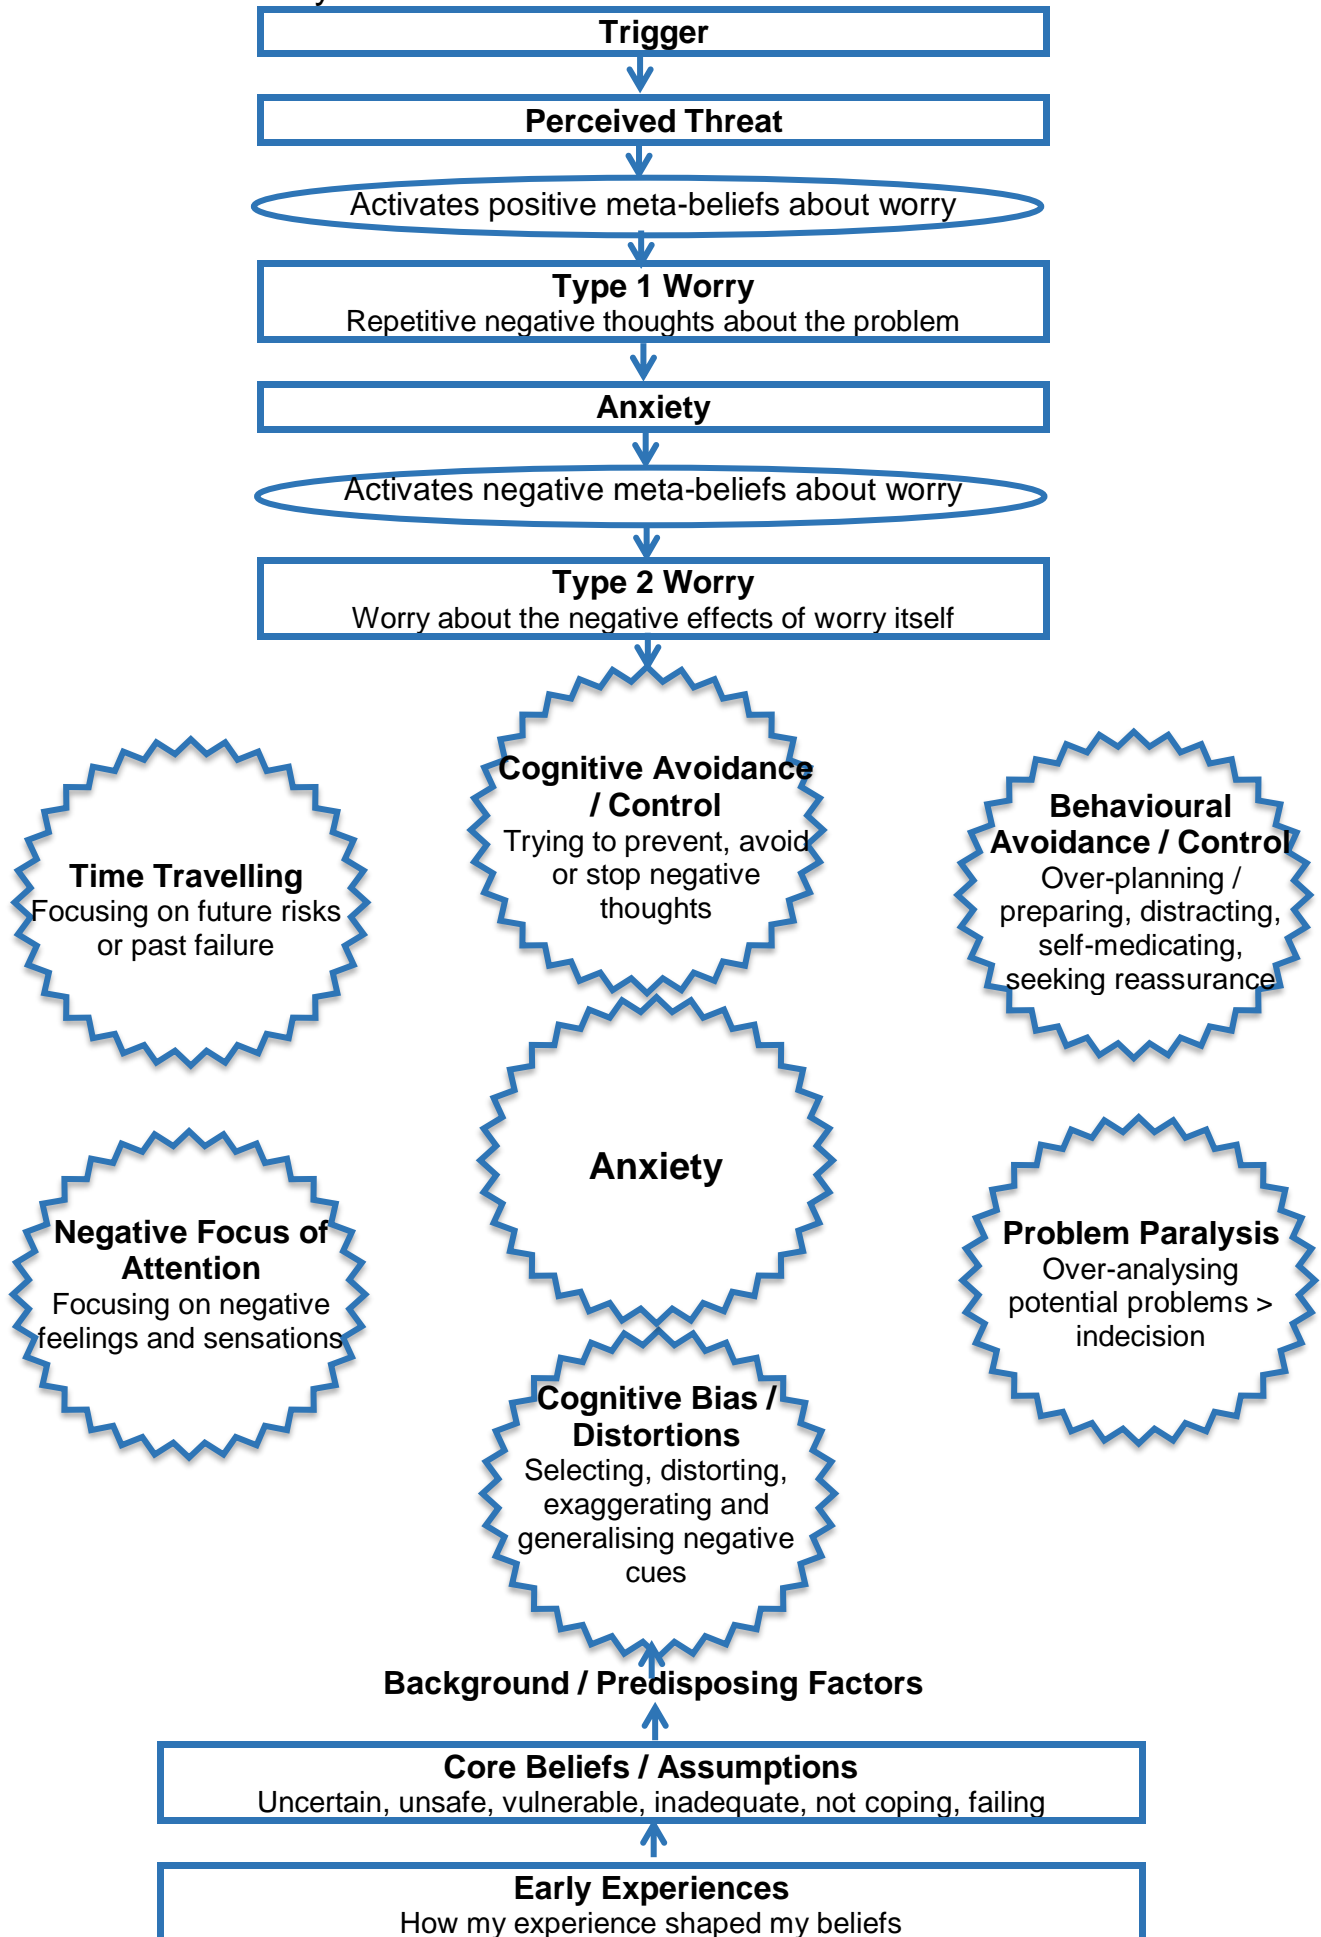 Trigger
Perceived Threat
Activates positive meta-beliefs about worry
Type 1 Worry
Repetitive negative thoughts about the problem
Anxiety
Activates negative meta-beliefs about worry
Type 2 Worry
Worry about the negative effects of worry itself
Cognitive Avoidance
/ Control
Trying to prevent, avoid
or stop negative
thoughts
Time Travelling
Focusing on future risks
or past failure
Behavioural
Avoidance / Control
Over-planning /
preparing, distracting,
self-medicating,
seeking reassurance
Anxiety
Negative Focus of
Attention
Focusing on negative
feelings and sensations
Problem Paralysis
Over-analysing
potential problems >
indecision
Cognitive Bias /
Distortions
Selecting, distorting,
exaggerating and
generalising negative
cues
Background / Predisposing Factors
Core Beliefs / Assumptions
Uncertain, unsafe, vulnerable, inadequate, not coping, failing
Early Experiences
How my experience shaped my beliefs